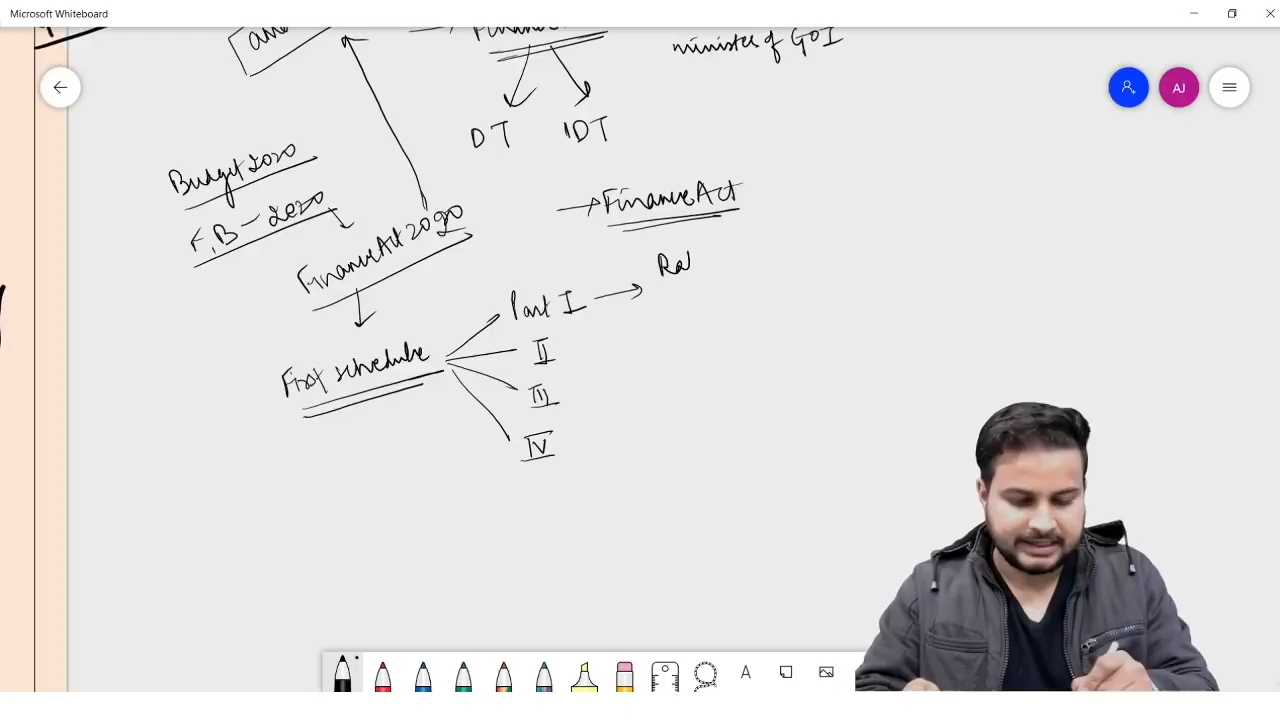 Microsoft Whiteboard
AJ
Finance
minister of GOI
DT
IDT
Budget 2020
F.B-2020
Finance Act 2020
→ Finance Act
First schedule
Part I →
II
III
IV
A